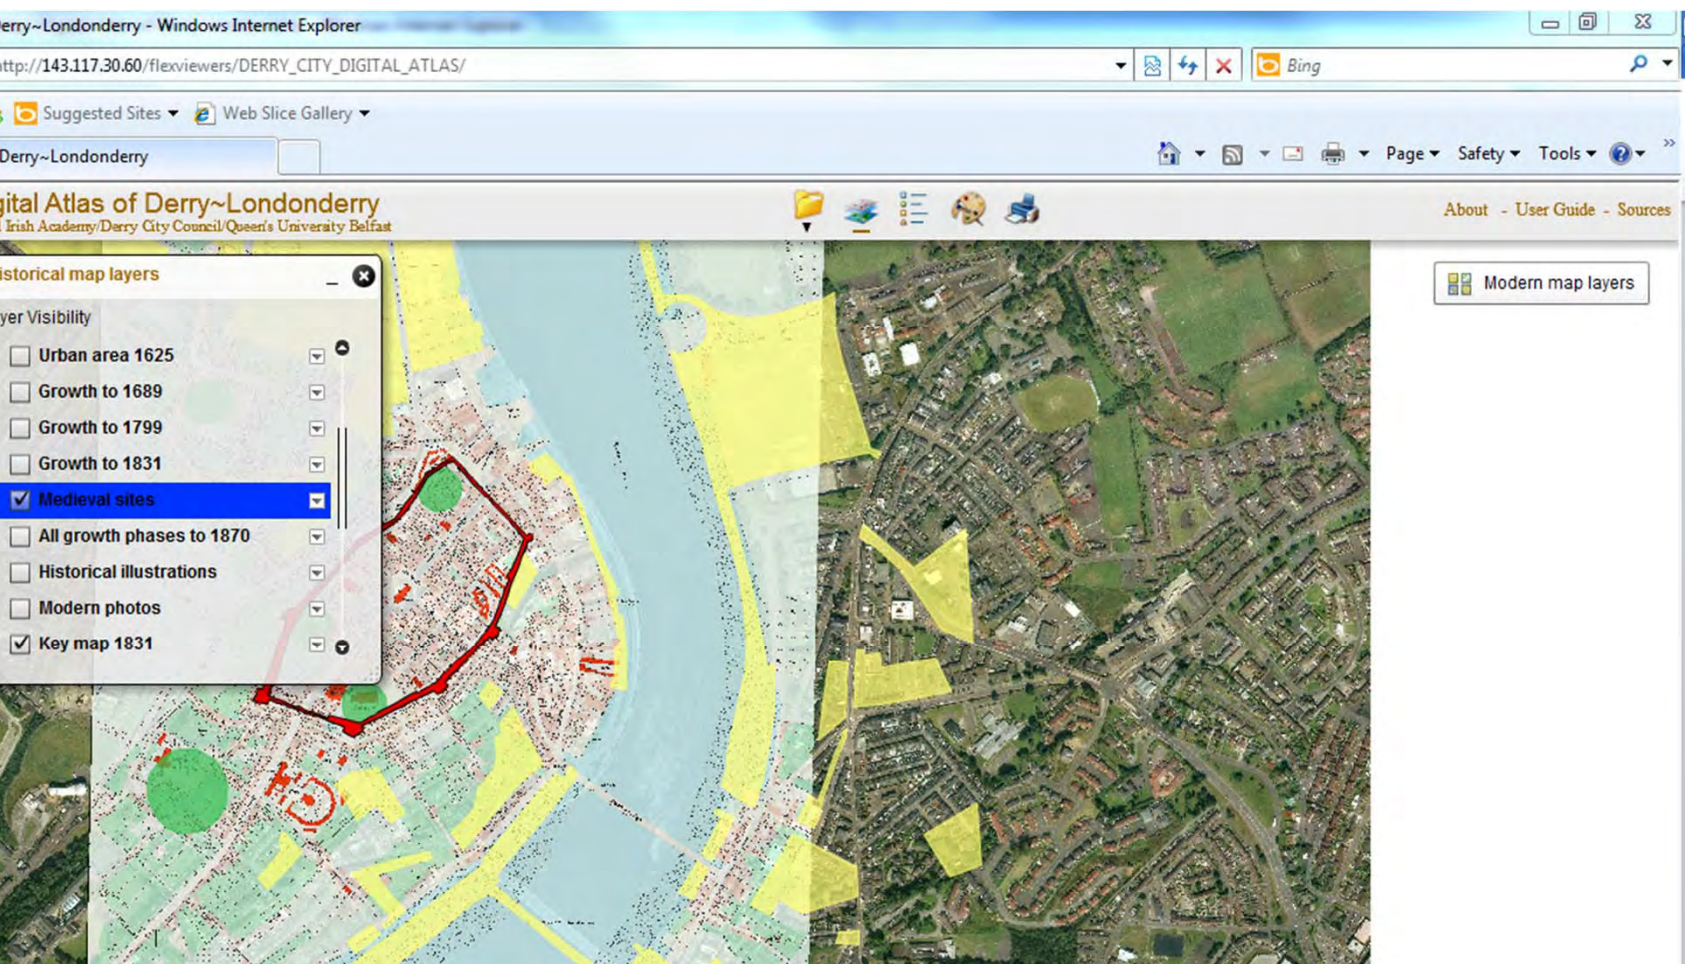 erry~Londonderry - Windows Internet Explorer
ttp://143.117.30.60/flexviewers/DERRY_CITY_DIGITAL_ATLAS/
Bing
Suggested Sites
Web Slice Gallery
Derry~Londonderry
Page
Safety
Tools
gital Atlas of Derry~Londonderry
l Irish Academy/Derry City Council/Queen's University Belfast
About - User Guide - Sources
istorical map layers
Modern map layers
yer Visibility
Urban area 1625
Growth to 1689
Growth to 1799
Growth to 1831
Medieval sites
All growth phases to 1870
Historical illustrations
Modern photos
Key map 1831